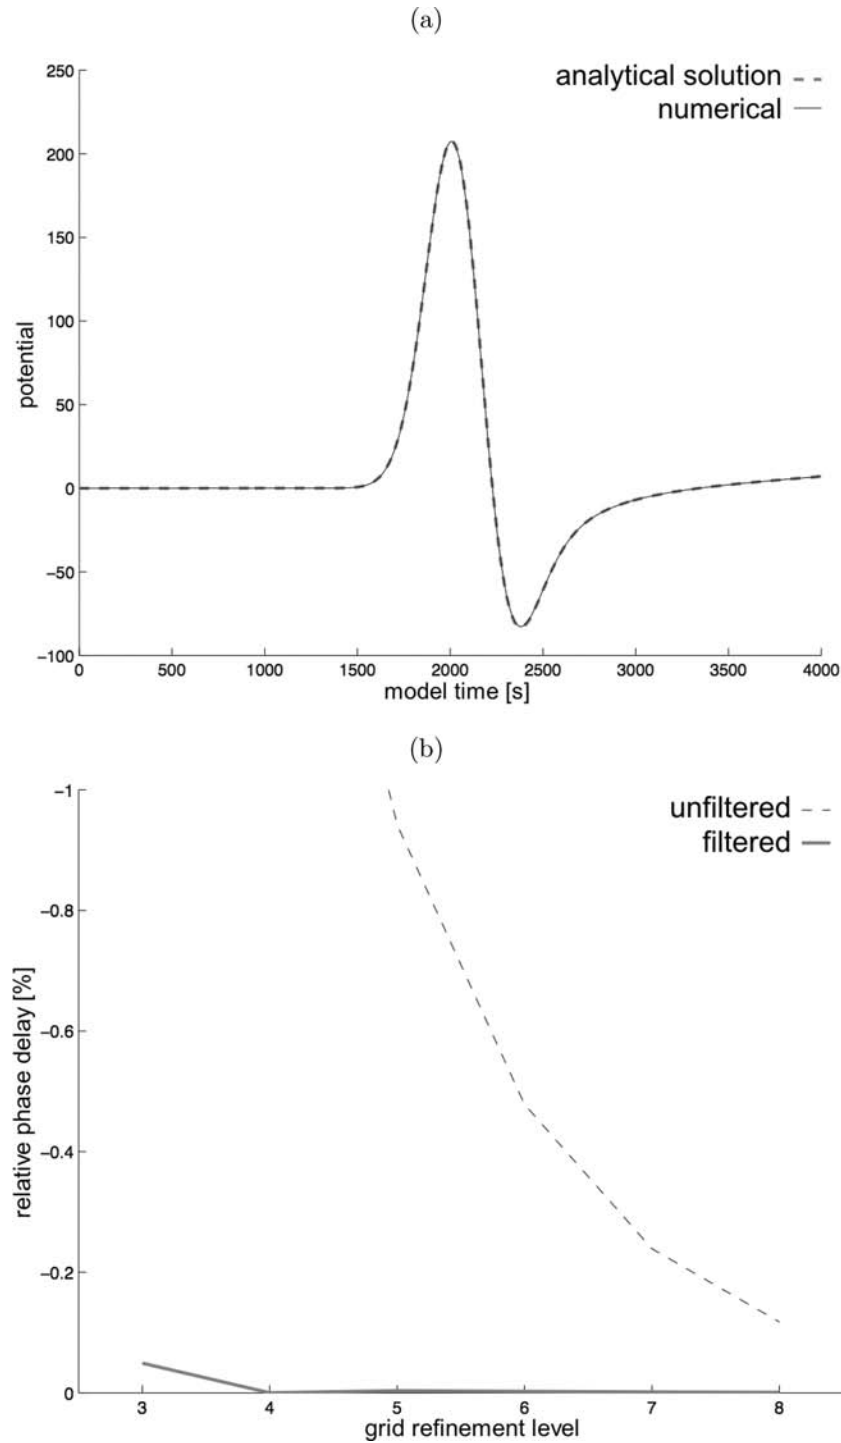 (a)
250
200
150
100
50
0
−50
−100
potential
analytical solution
numerical
0 500 1000 1500 2000 2500 3000 3500 4000
model time [s]
(b)
−1
−0.8
−0.6
−0.4
−0.2
0
relative phase delay [%]
unfiltered
filtered
3 4 5 6 7 8
grid refinement level